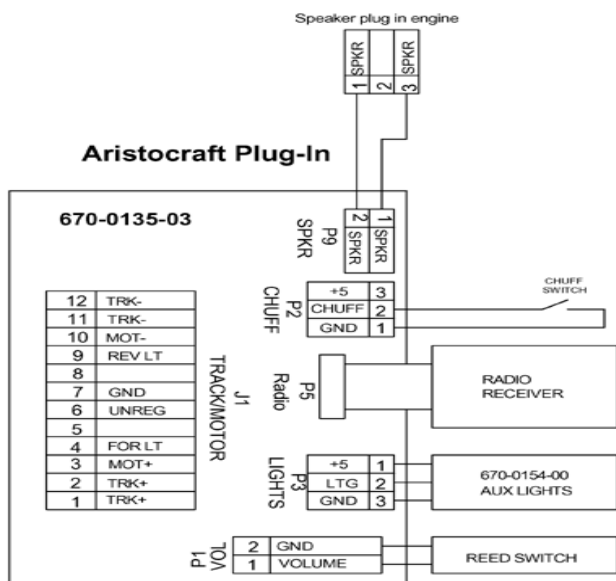 Speaker plug in engine
SPKR SPKR
1 2 3
Aristocraft Plug-In
670-0135-03
P9
SPKR
2 1
SPKR SPKR
P2
CHUFF
+5 3
CHUFF 2
GND 1
CHUFF
SWITCH
J1
TRACK/MOTOR
12 TRK-
11 TRK-
10 MOT-
9 REV LT
8
7 GND
6 UNREG
5
4 FOR LT
3 MOT+
2 TRK+
1 TRK+
P5
Radio
RADIO
RECEIVER
P3
LIGHTS
+5 1
LTG 2
GND 3
670-0154-00
AUX LIGHTS
P1
VOL
2 GND
1 VOLUME
REED SWITCH